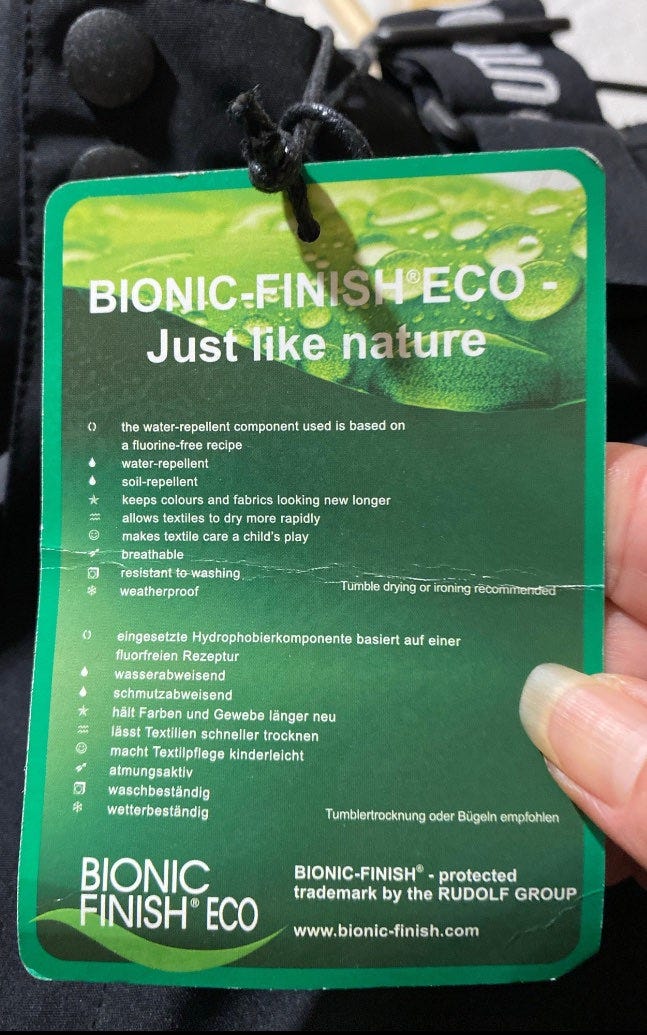 BIONIC-FINISH®ECO -
Just like nature
the water-repellent component used is based on
a fluorine-free recipe
water-repellent
soil-repellent
keeps colours and fabrics looking new longer
allows textiles to dry more rapidly
makes textile care a child's play
breathable
resistant to washing
weatherproof
Tumble drying or ironing recommended
eingesetzte Hydrophobierkomponente basiert auf einer
fluorfreien Rezeptur
wasserabweisend
schmutzabweisend
hält Farben und Gewebe länger neu
lässt Textilien schneller trocknen
macht Textilpflege kinderleicht
atmungsaktiv
waschbeständig
wetterbeständig
Tumblertrocknung oder Bügeln empfohlen
BIONIC
FINISH® ECO
BIONIC-FINISH® - protected
trademark by the RUDOLF GROUP
www.bionic-finish.com